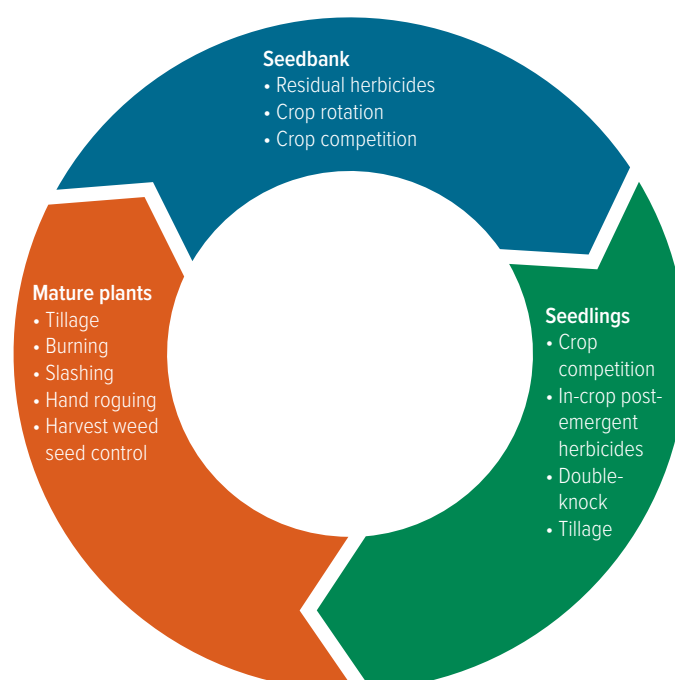 Seedbank
• Residual herbicides
• Crop rotation
• Crop competition
Mature plants
• Tillage
• Burning
• Slashing
• Hand roguing
• Harvest weed
seed control
Seedlings
• Crop
competition
• In-crop post-
emergent
herbicides
• Double-
knock
• Tillage